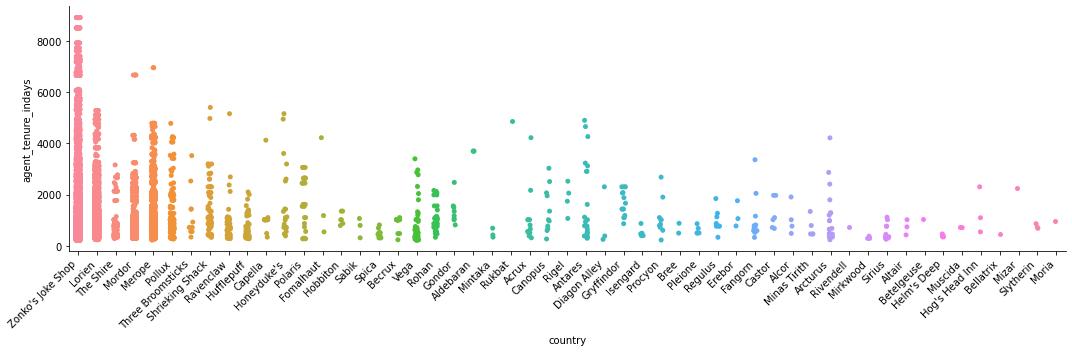 agent_tenure_indays
8000
6000
4000
2000
0
Zonko's Joke Shop
Lorien
The Shire
Mordor
Merope
Pollux
Three Broomsticks
Shrieking Shack
Ravenclaw
Hufflepuff
Capella
Honeyduke's
Polaris
Fomalhaut
Hobbiton
Sabik
Spica
Becrux
Vega
Rohan
Gondor
Aldebaran
Mintaka
Rukbat
Acrux
Canopus
Rigel
Antares
Diagon Alley
Gryffindor
Isengard
Procyon
Bree
Pleione
Regulus
Erebor
Fangorn
Castor
Alcor
Minas Tirith
Arcturus
Rivendell
Mirkwood
Sirius
Altair
Betelgeuse
Helm's Deep
Muscida
Hog's Head Inn
Bellatrix
Mizar
Slytherin
Moria
country